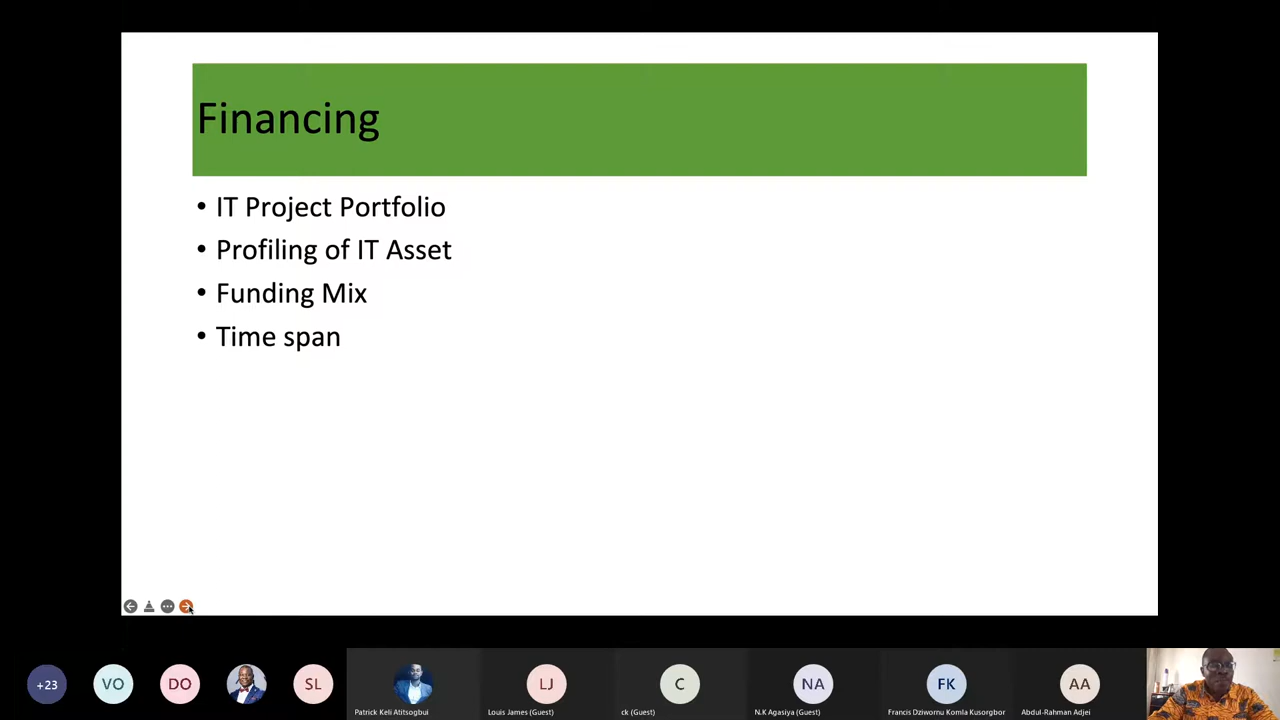 Financing
• IT Project Portfolio
• Profiling of IT Asset
• Funding Mix
• Time span
+23
VO
DO
SL
Patrick Keli Atitsogbui
LJ
Louis James (Guest)
C
ck (Guest)
NA
N.K Agasiya (Guest)
FK
Francis Dziwornu Komla Kusorgbor
AA
Abdul-Rahman Adjei